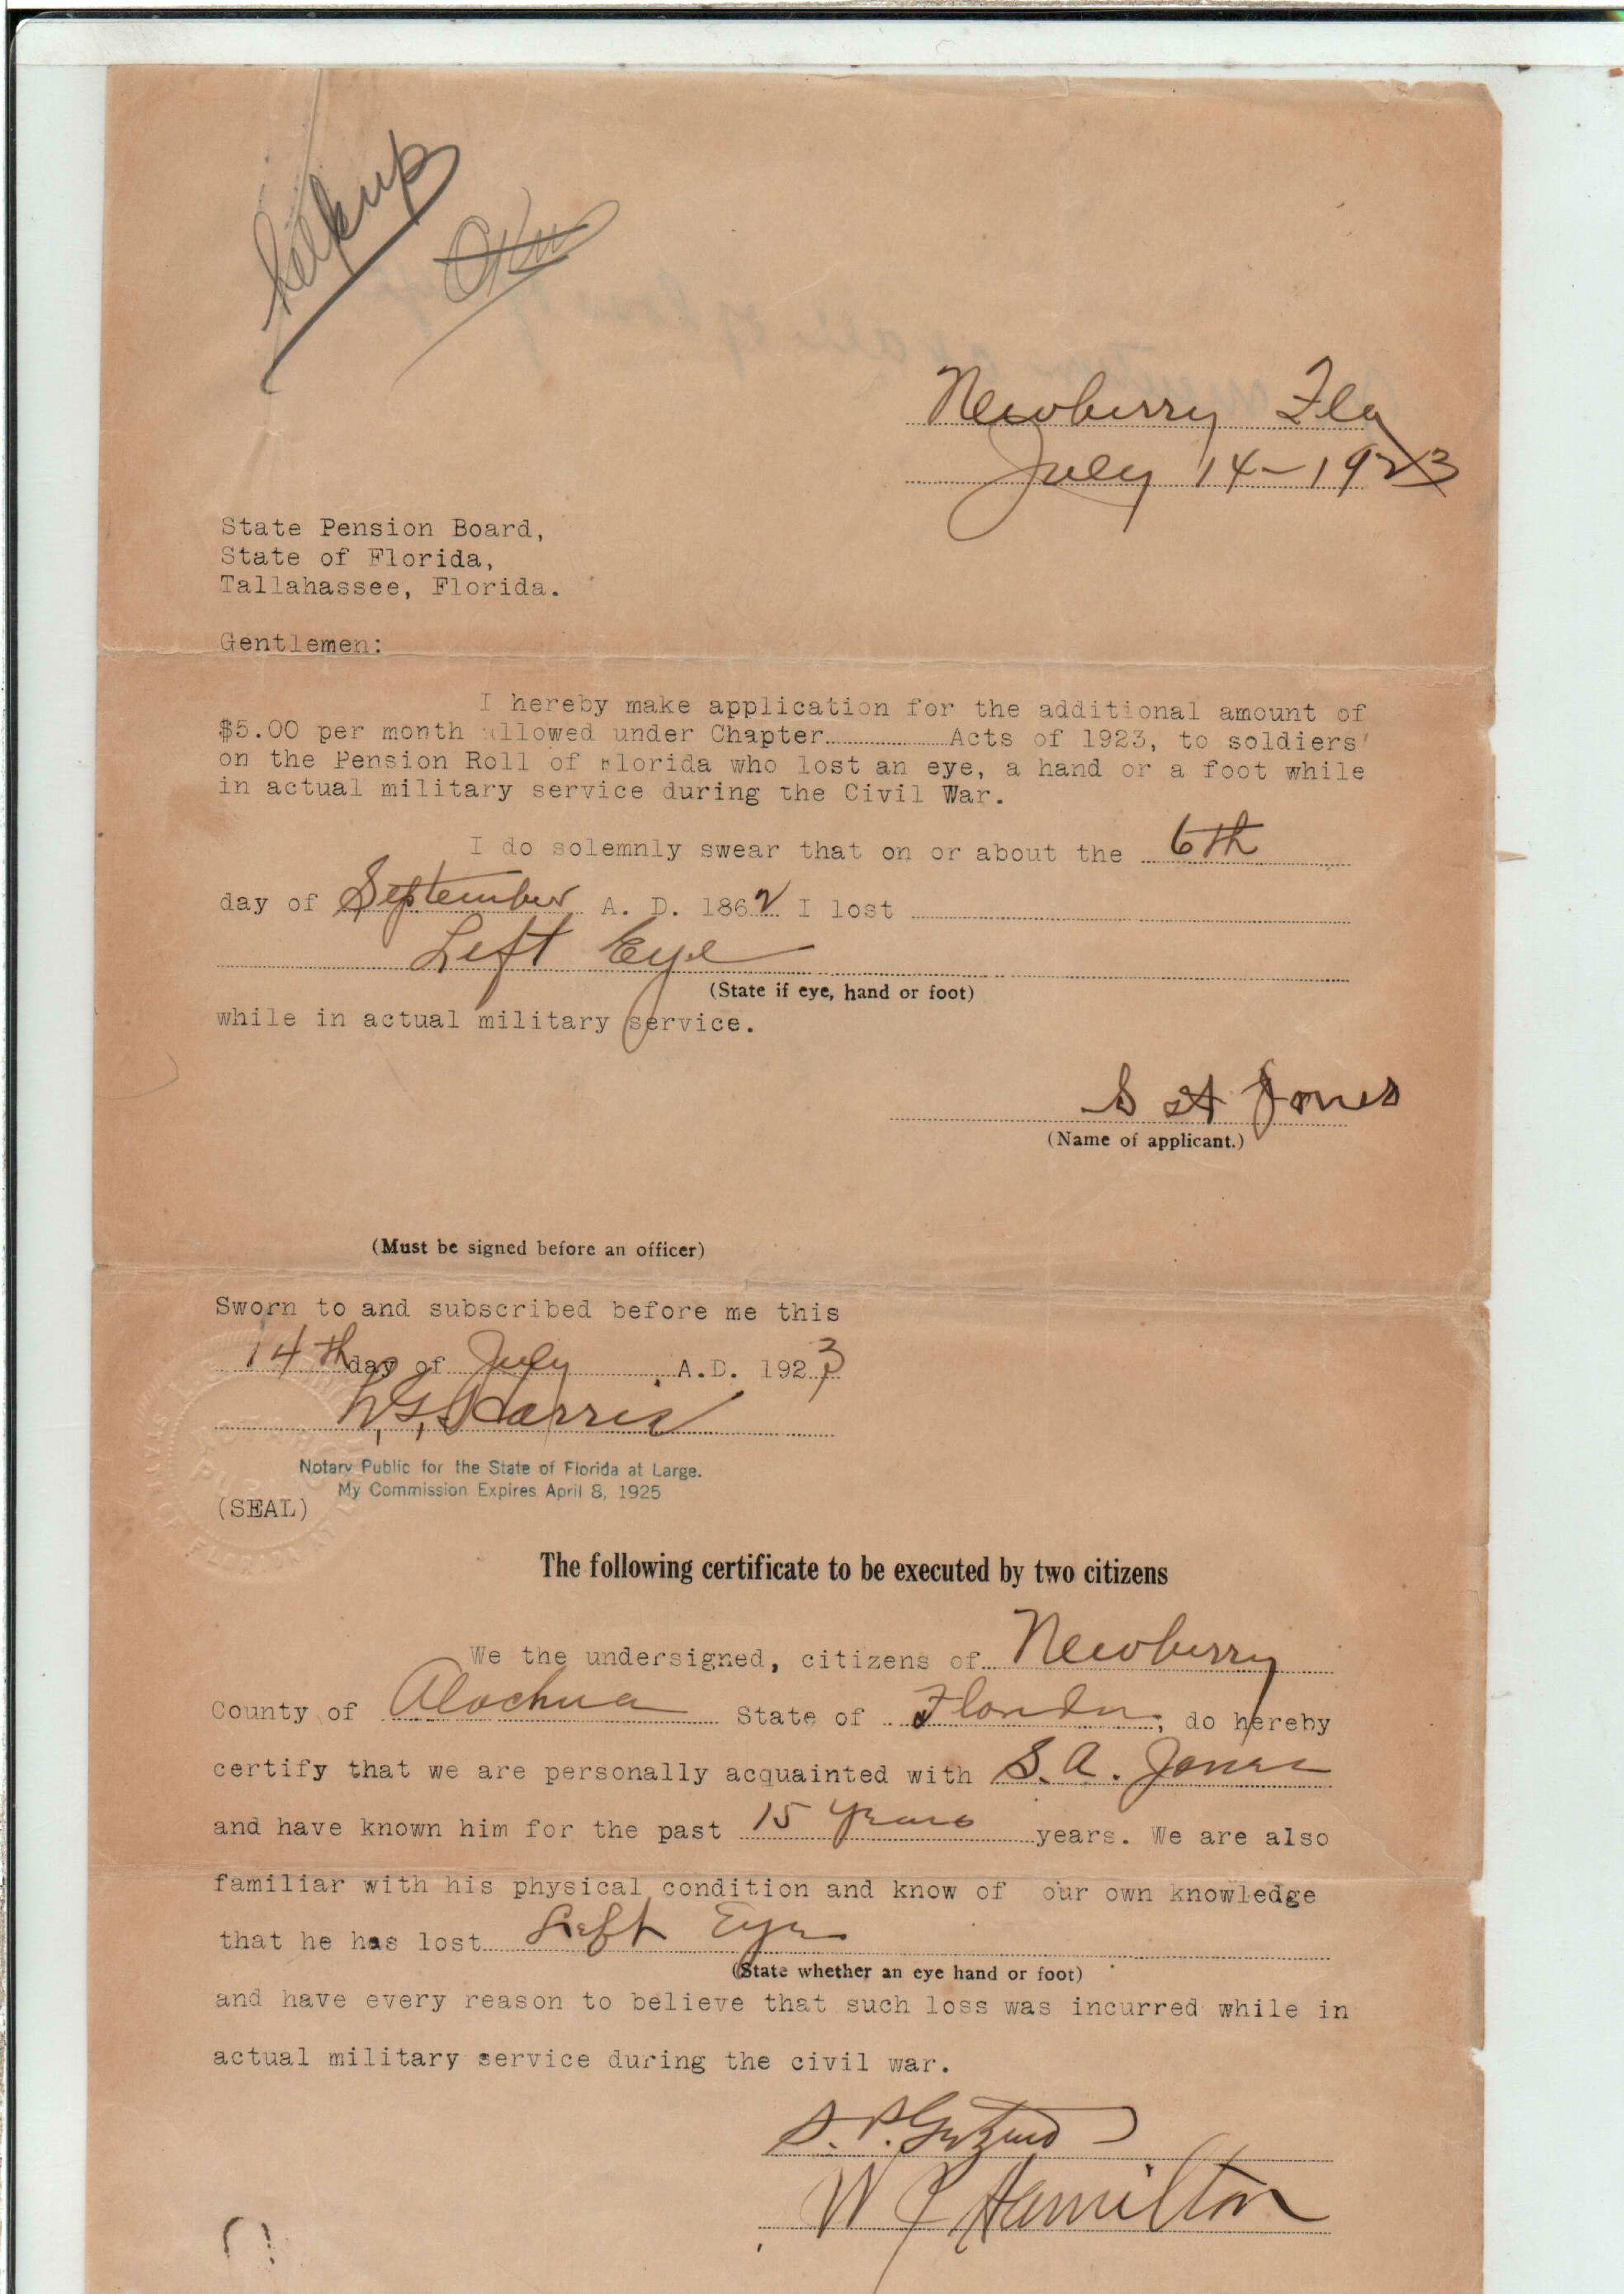 Newberry Fla
July 14-1923
State Pension Board,
State of Florida,
Tallahassee, Florida.
Gentlemen:
I hereby make application for the additional amount of
$5.00 per month allowed under Chapter Acts of 1923, to soldiers'
on the Pension Roll of Florida who lost an eye, a hand or a foot while
in actual military service during the Civil War.
I do solemnly swear that on or about the 6th
day of September A. D. 1862 I lost
Left Eye
(State if eye, hand or foot)
while in actual military service.
S A Jones
(Name of applicant.)
(Must be signed before an officer)
Sworn to and subscribed before me this
14th day of July A.D. 1923
Harris
Notary Public for the State of Florida at Large.
My Commission Expires April 8, 1925
(SEAL)
The following certificate to be executed by two citizens
We the undersigned, citizens of Newberry
County of Alachua State of Florida, do hereby
certify that we are personally acquainted with S. A. Jones
and have known him for the past 15 years years. We are also
familiar with his physical condition and know of our own knowledge
that he has lost Left Eye
(State whether an eye hand or foot)
and have every reason to believe that such loss was incurred while in
actual military service during the civil war.
S. P.
W Hamilton